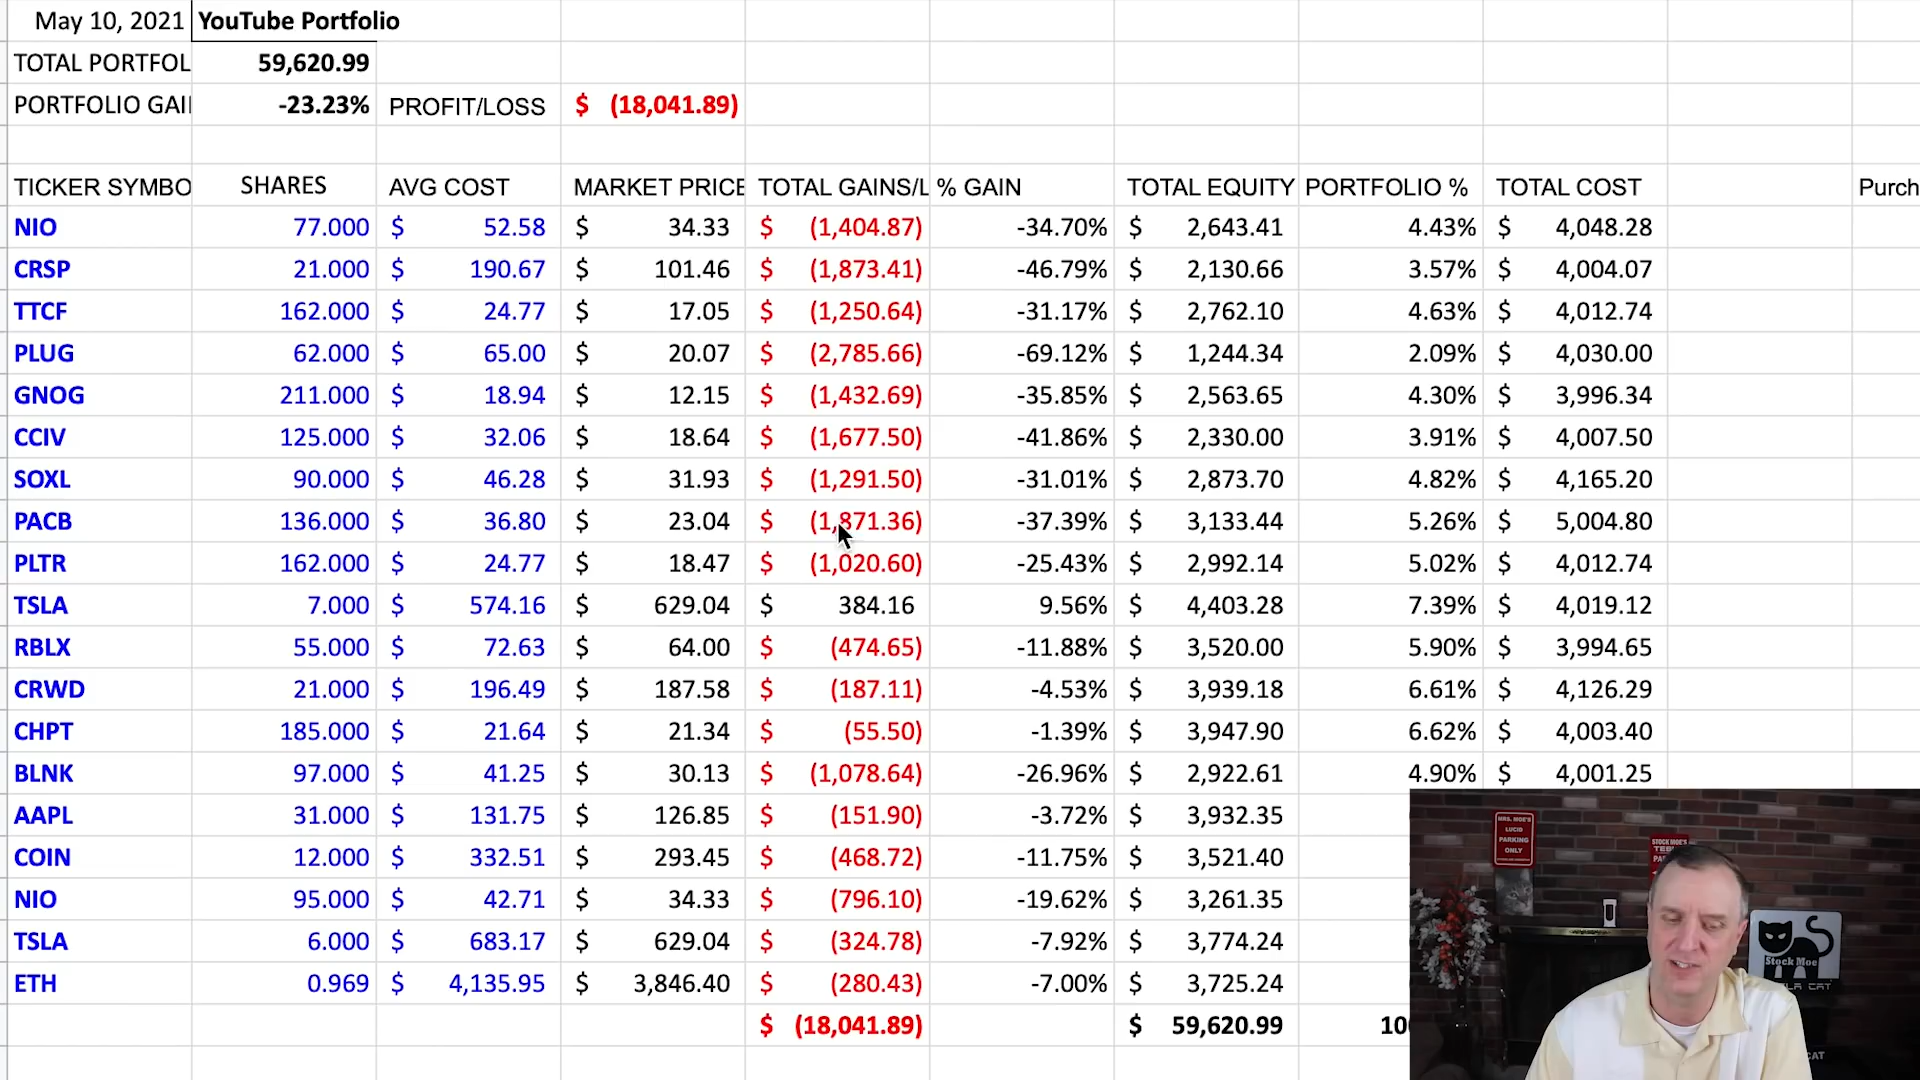 May 10, 2021 YouTube Portfolio
TOTAL PORTFOL 59,620.99
PORTFOLIO GAI -23.23% PROFIT/LOSS $ (18,041.89)
TICKER SYMBO SHARES AVG COST MARKET PRICE TOTAL GAINS/L % GAIN TOTAL EQUITY PORTFOLIO % TOTAL COST Purch
NIO 77.000 $ 52.58 $ 34.33 $ (1,404.87) -34.70% $ 2,643.41 4.43% $ 4,048.28
CRSP 21.000 $ 190.67 $ 101.46 $ (1,873.41) -46.79% $ 2,130.66 3.57% $ 4,004.07
TTCF 162.000 $ 24.77 $ 17.05 $ (1,250.64) -31.17% $ 2,762.10 4.63% $ 4,012.74
PLUG 62.000 $ 65.00 $ 20.07 $ (2,785.66) -69.12% $ 1,244.34 2.09% $ 4,030.00
GNOG 211.000 $ 18.94 $ 12.15 $ (1,432.69) -35.85% $ 2,563.65 4.30% $ 3,996.34
CCIV 125.000 $ 32.06 $ 18.64 $ (1,677.50) -41.86% $ 2,330.00 3.91% $ 4,007.50
SOXL 90.000 $ 46.28 $ 31.93 $ (1,291.50) -31.01% $ 2,873.70 4.82% $ 4,165.20
PACB 136.000 $ 36.80 $ 23.04 $ (1,871.36) -37.39% $ 3,133.44 5.26% $ 5,004.80
PLTR 162.000 $ 24.77 $ 18.47 $ (1,020.60) -25.43% $ 2,992.14 5.02% $ 4,012.74
TSLA 7.000 $ 574.16 $ 629.04 $ 384.16 9.56% $ 4,403.28 7.39% $ 4,019.12
RBLX 55.000 $ 72.63 $ 64.00 $ (474.65) -11.88% $ 3,520.00 5.90% $ 3,994.65
CRWD 21.000 $ 196.49 $ 187.58 $ (187.11) -4.53% $ 3,939.18 6.61% $ 4,126.29
CHPT 185.000 $ 21.64 $ 21.34 $ (55.50) -1.39% $ 3,947.90 6.62% $ 4,003.40
BLNK 97.000 $ 41.25 $ 30.13 $ (1,078.64) -26.96% $ 2,922.61 4.90% $ 4,001.25
AAPL 31.000 $ 131.75 $ 126.85 $ (151.90) -3.72% $ 3,932.35
COIN 12.000 $ 332.51 $ 293.45 $ (468.72) -11.75% $ 3,521.40
NIO 95.000 $ 42.71 $ 34.33 $ (796.10) -19.62% $ 3,261.35
TSLA 6.000 $ 683.17 $ 629.04 $ (324.78) -7.92% $ 3,774.24
ETH 0.969 $ 4,135.95 $ 3,846.40 $ (280.43) -7.00% $ 3,725.24
$ (18,041.89) $ 59,620.99 10
MRS. MOE'S
LUCID
PARKING
ONLY
STOCK MOE'S
Stock Moe
CAT
CAT